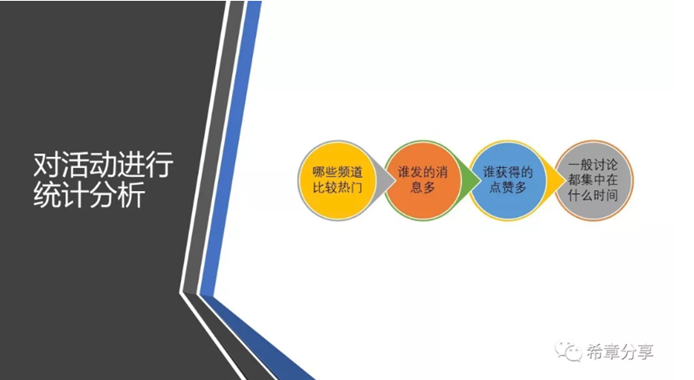 对活动进行
统计分析
哪些频道
比较热门
谁发的消
息多
谁获得的
点赞多
一般讨论
都集中在
什么时间
希章分享